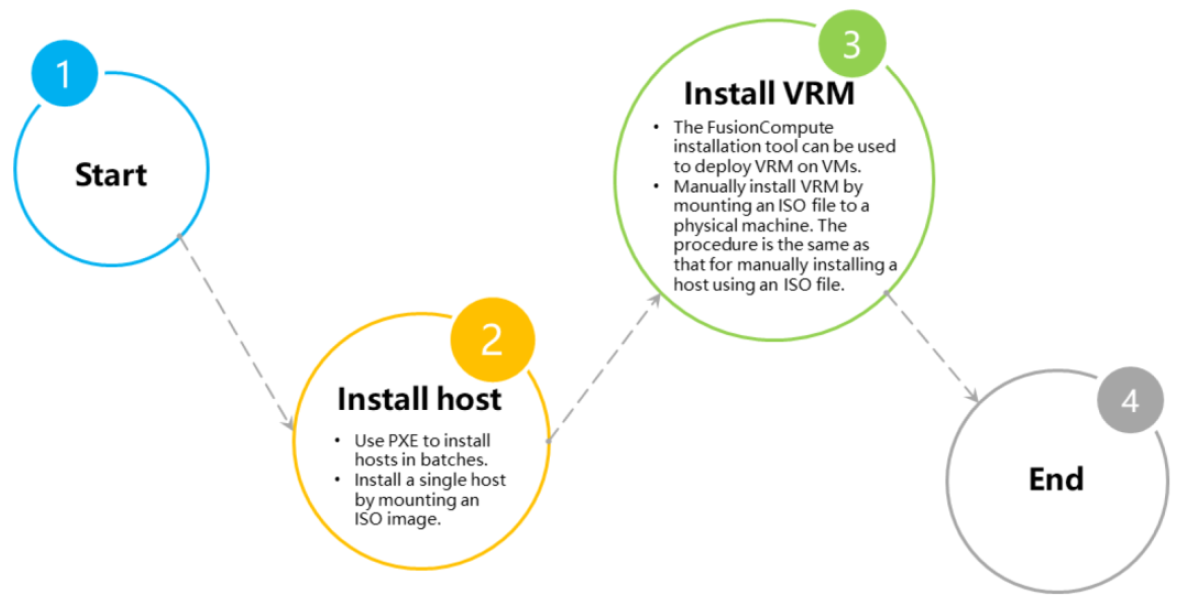 1
Start
2
Install host
• Use PXE to install
hosts in batches.
• Install a single host
by mounting an
ISO image.
3
Install VRM
• The FusionCompute
installation tool can be used
to deploy VRM on VMs.
• Manually install VRM by
mounting an ISO file to a
physical machine. The
procedure is the same as
that for manually installing a
host using an ISO file.
4
End